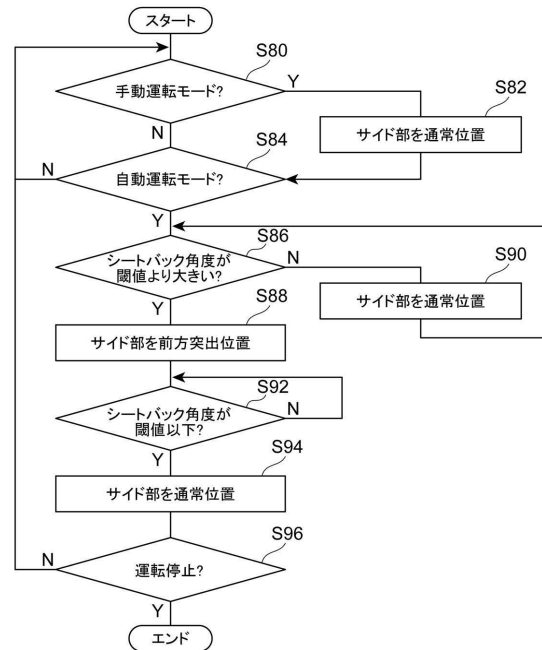 スタート
S80
手動運転モード?
Y
S82
サイド部を通常位置
N
S84
N
自動運転モード?
Y
S86
シートバック角度が
閾値より大きい?
N
S90
サイド部を通常位置
Y
S88
サイド部を前方突出位置
S92
シートバック角度が
閾値以下?
N
Y
S94
サイド部を通常位置
S96
N
運転停止?
Y
エンド